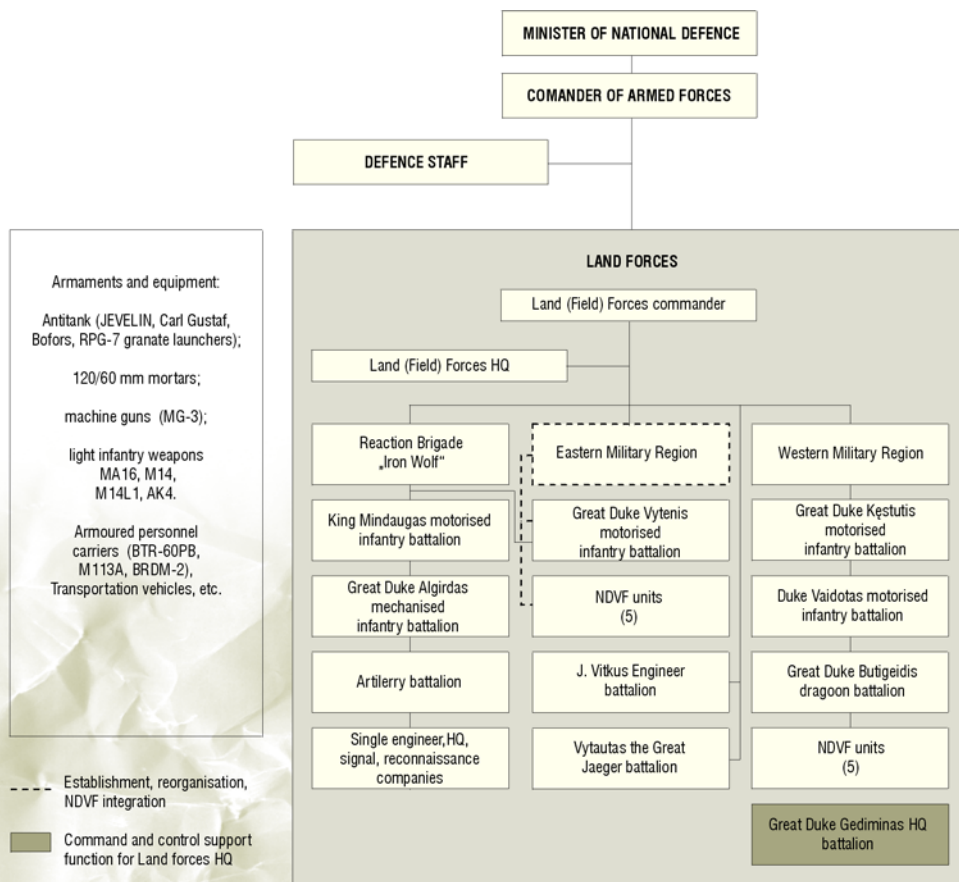 MINISTER OF NATIONAL DEFENCE
COMANDER OF ARMED FORCES
DEFENCE STAFF
Armaments and equipment:
Antitank (JEVELIN, Carl Gustaf,
Bofors, RPG-7 granate launchers);
120/60 mm mortars;
machine guns (MG-3);
light infantry weapons
MA16, M14,
M14L1, AK4.
Armoured personnel
carriers (BTR-60PB,
M113A, BRDM-2),
Transportation vehicles, etc.
Establishment, reorganisation,
NDVF integration
Command and control support
function for Land forces HQ
LAND FORCES
Land (Field) Forces commander
Land (Field) Forces HQ
Reaction Brigade
„Iron Wolf“
King Mindaugas motorised
infantry battalion
Great Duke Algirdas
mechanised
infantry battalion
Artilerry battalion
Single engineer,HQ,
signal, reconnaissance
companies
Eastern Military Region
Great Duke Vytenis
motorised
infantry battalion
NDVF units
(5)
J. Vitkus Engineer
battalion
Vytautas the Great
Jaeger battalion
Western Military Region
Great Duke Kęstutis
motorised
infantry battalion
Duke Vaidotas motorised
infantry battalion
Great Duke Butigeidis
dragoon battalion
NDVF units
(5)
Great Duke Gediminas HQ
battalion